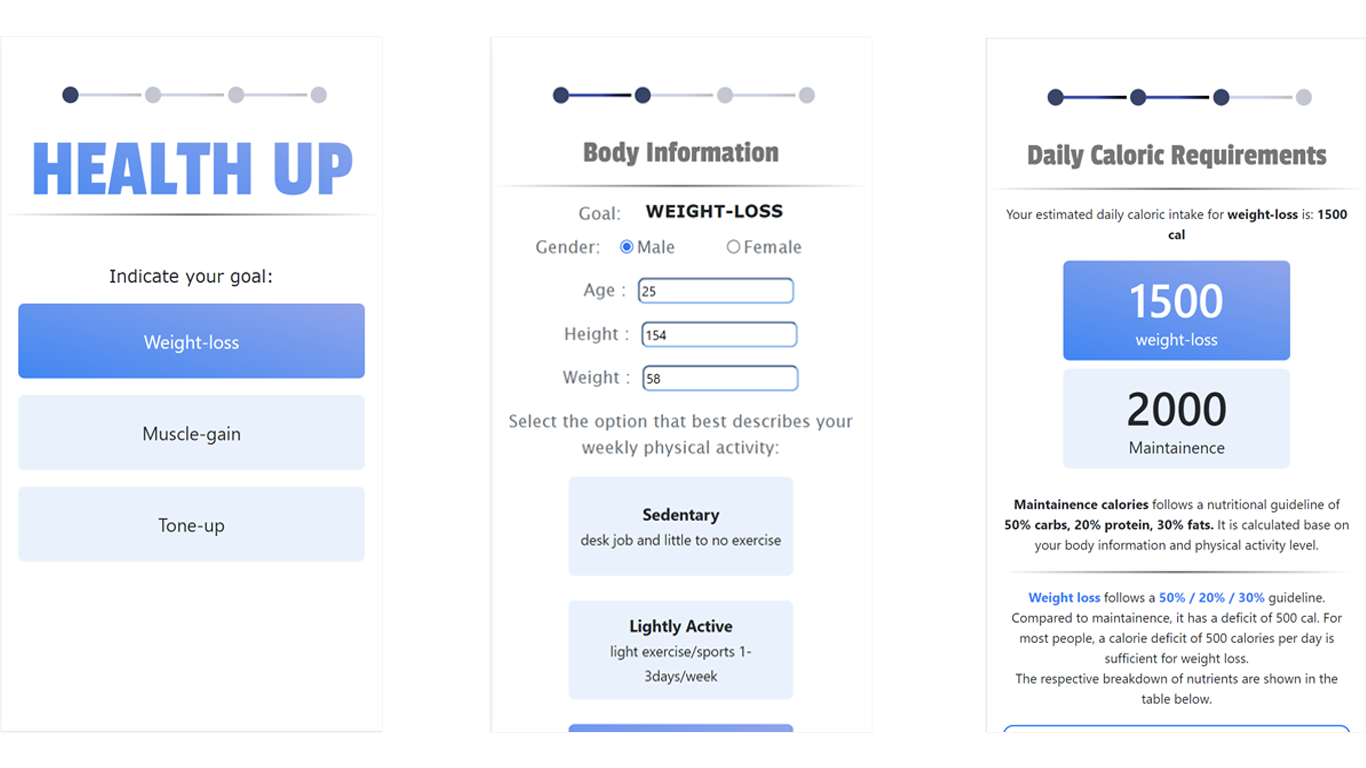 HEALTH UP
Indicate your goal:
Weight-loss
Muscle-gain
Tone-up
Body Information
Goal: WEIGHT-LOSS
Gender: Male Female
Age : 25
Height : 154
Weight : 58
Select the option that best describes your
weekly physical activity:
Sedentary
desk job and little to no exercise
Lightly Active
light exercise/sports 1-
3days/week
Daily Caloric Requirements
Your estimated daily caloric intake for weight-loss is: 1500
cal
1500
weight-loss
2000
Maintainence
Maintainence calories follows a nutritional guideline of
50% carbs, 20% protein, 30% fats. It is calculated base on
your body information and physical activity level.
Weight loss follows a 50% / 20% / 30% guideline.
Compared to maintainence, it has a deficit of 500 cal. For
most people, a calorie deficit of 500 calories per day is
sufficient for weight loss.
The respective breakdown of nutrients are shown in the
table below.